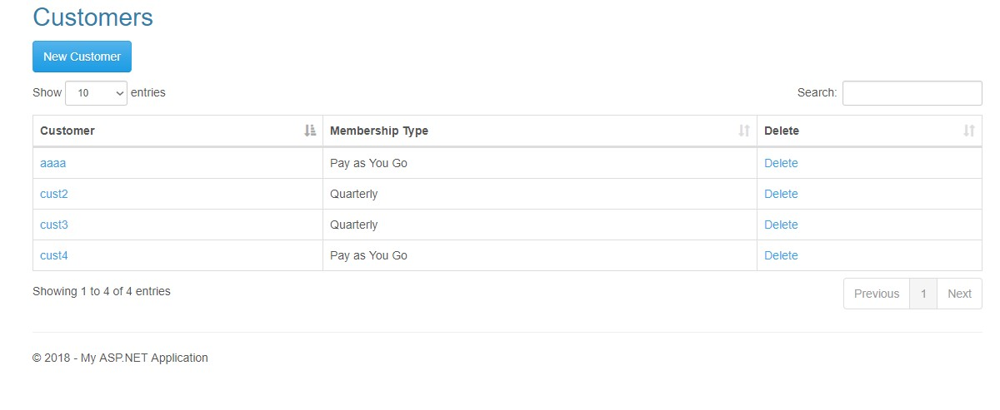 Customers
New Customer
Show 10 entries Search:
Customer Membership Type Delete
aaaa Pay as You Go Delete
cust2 Quarterly Delete
cust3 Quarterly Delete
cust4 Pay as You Go Delete
Showing 1 to 4 of 4 entries Previous 1 Next
© 2018 - My ASP.NET Application